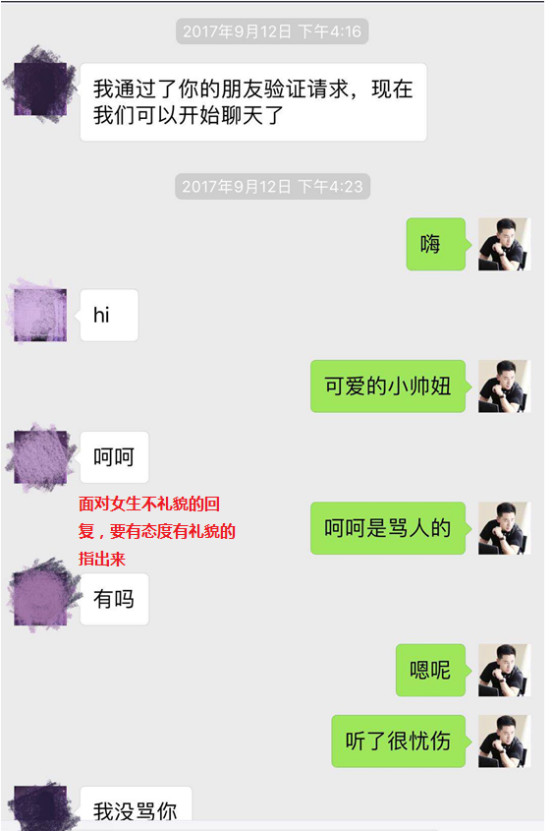 2017年9月12日 下午4:16
我通过了你的朋友验证请求，现在
我们可以开始聊天了
2017年9月12日 下午4:23
嗨
hi
可爱的小帅妞
呵呵
面对女生不礼貌的回
复，要有态度有礼貌的
指出来
呵呵是骂人的
有吗
嗯呢
听了很忧伤
我没骂你